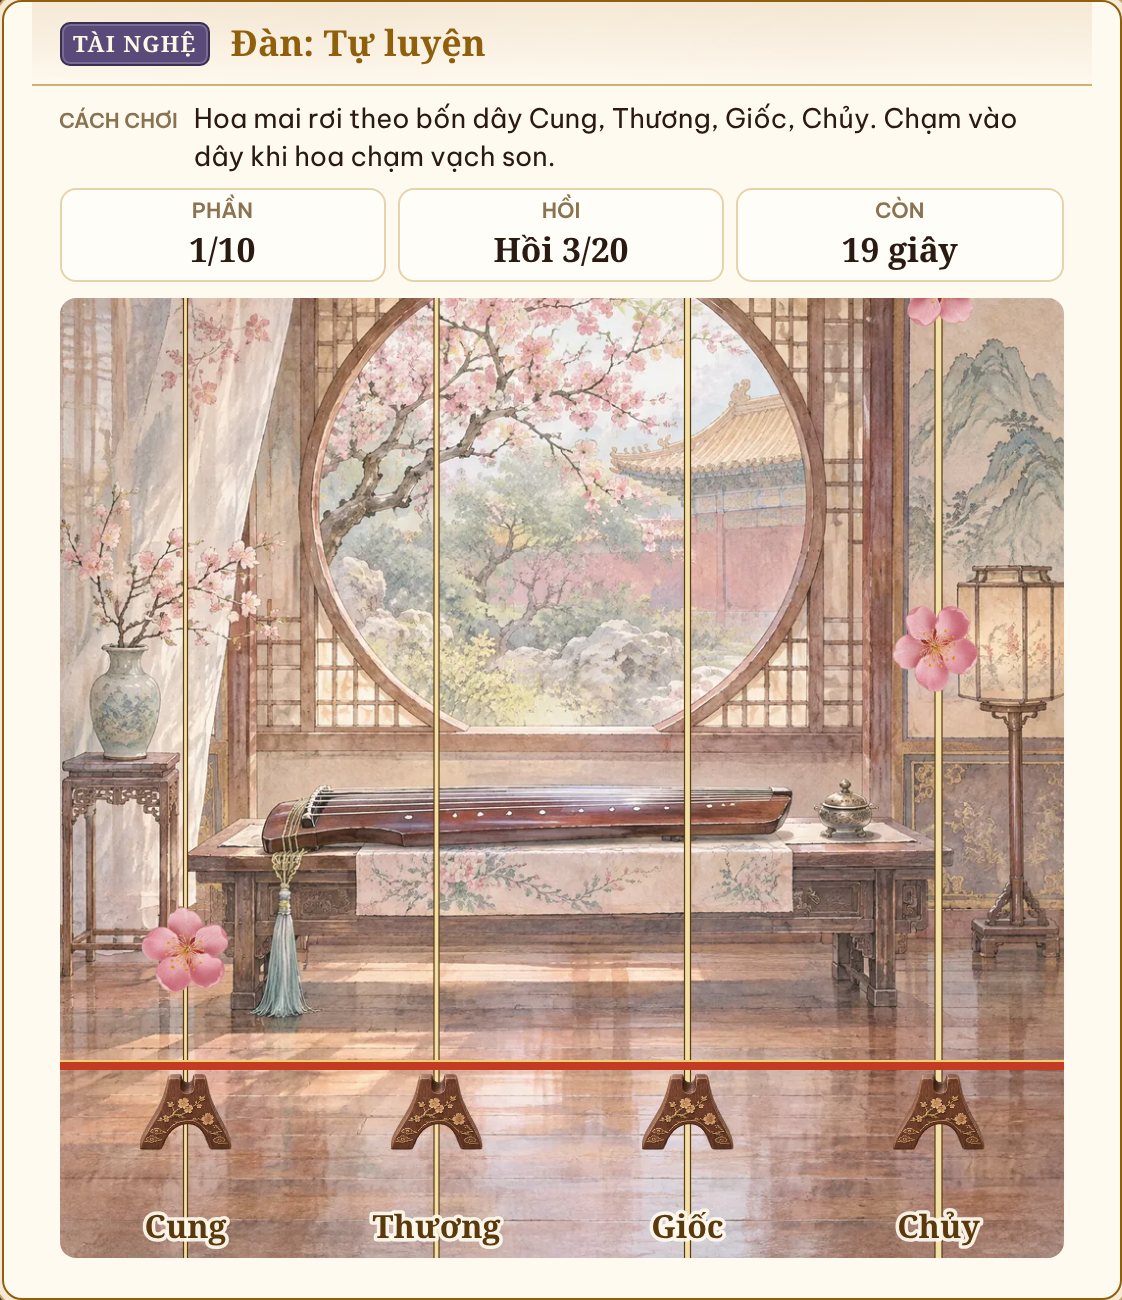 TÀI NGHỆ
Đàn: Tự luyện
CÁCH CHƠI
Hoa mai rơi theo bốn dây Cung, Thương, Giốc, Chủy. Chạm vào
dây khi hoa chạm vạch son.
PHẦN
1/10
HỒI
Hồi 3/20
CÒN
19 giây
Cung
Thương
Giốc
Chủy